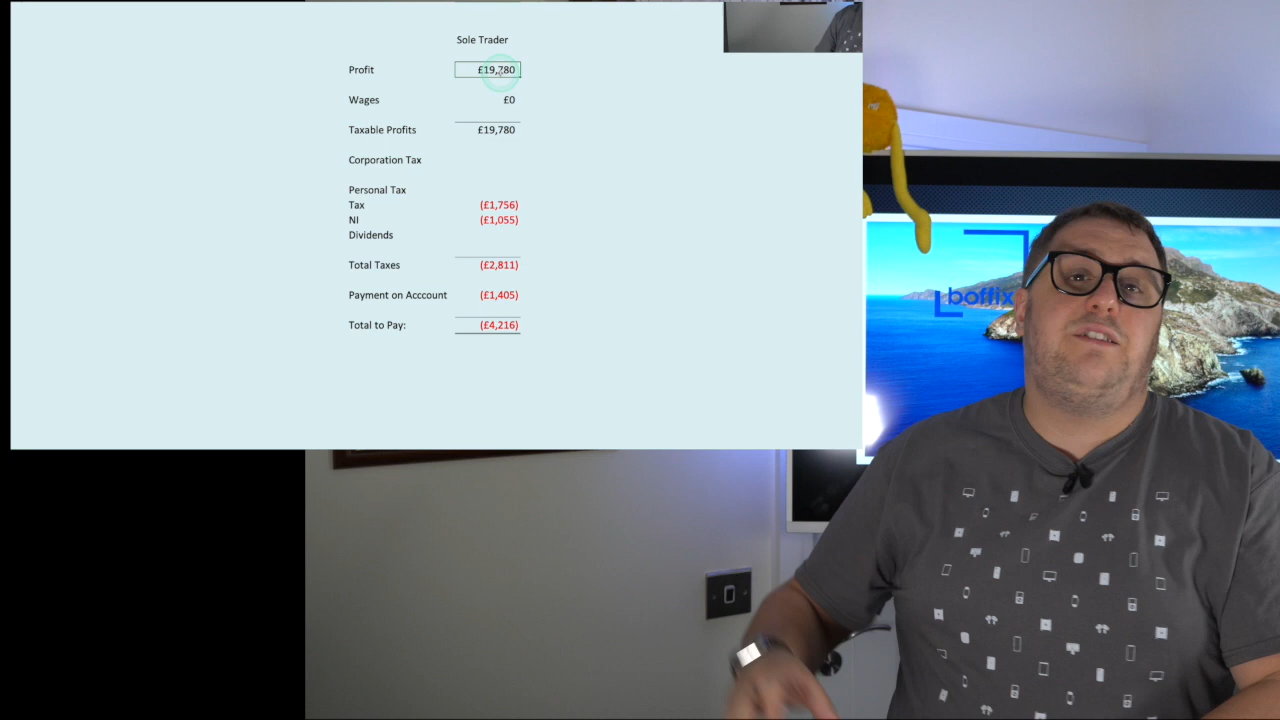 Sole Trader
Profit £19,780
Wages £0
Taxable Profits £19,780
Corporation Tax
Personal Tax
Tax (£1,756)
NI (£1,055)
Dividends
Total Taxes (£2,811)
Payment on Acccount (£1,405)
Total to Pay: (£4,216)
boffix